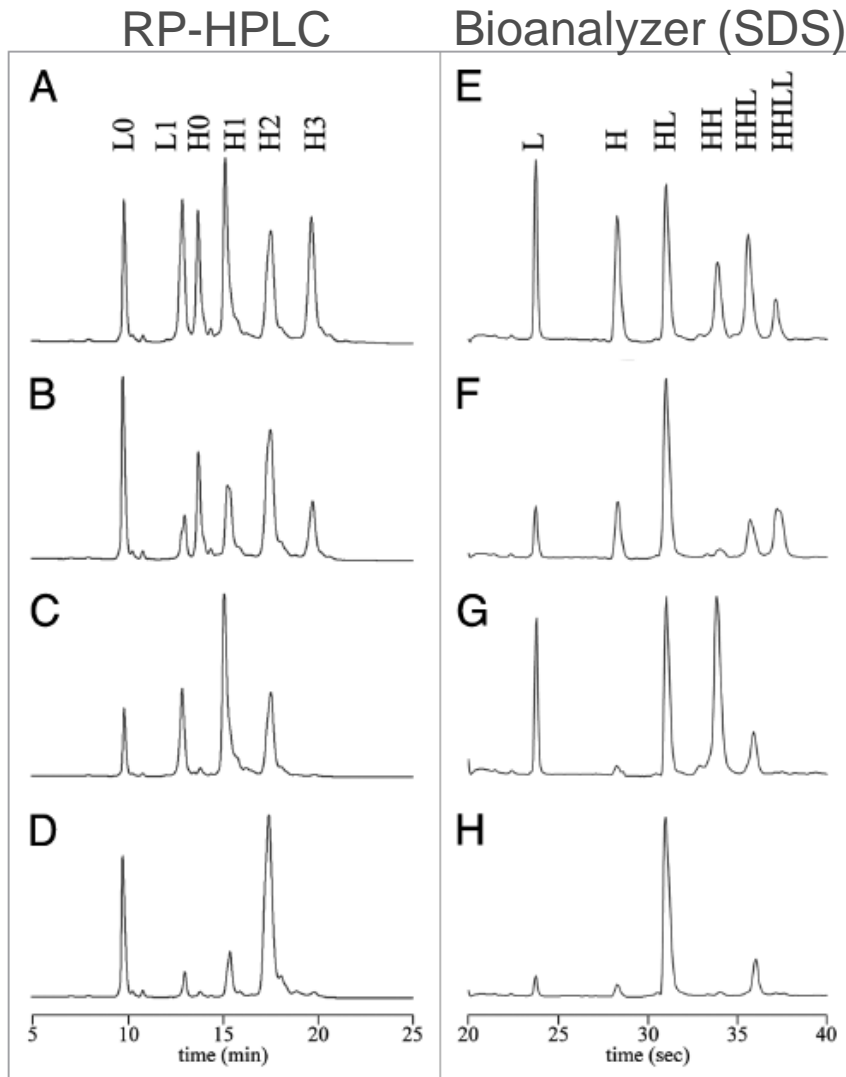 RP-HPLC
Bioanalyzer (SDS)
A
L0 L1 H0 H1 H2 H3
E
L H HL HH HHL HHLL
B
F
C
G
D
H
5 10 15 20 25
time (min)
20 25 30 35 40
time (sec)